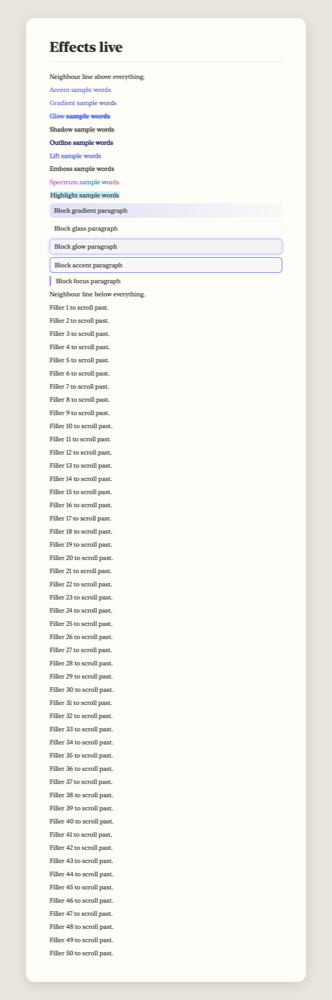 Effects live
Neighbour line above everything.
Accent sample words
Gradient sample words
Glow sample words
Shadow sample words
Outline sample words
Lift sample words
Emboss sample words
Spectrum sample words
Highlight sample words
Block gradient paragraph
Block glass paragraph
Block glow paragraph
Block accent paragraph
Block focus paragraph
Neighbour line below everything.
Filler 1 to scroll past.
Filler 2 to scroll past.
Filler 3 to scroll past.
Filler 4 to scroll past.
Filler 5 to scroll past.
Filler 6 to scroll past.
Filler 7 to scroll past.
Filler 8 to scroll past.
Filler 9 to scroll past.
Filler 10 to scroll past.
Filler 11 to scroll past.
Filler 12 to scroll past.
Filler 13 to scroll past.
Filler 14 to scroll past.
Filler 15 to scroll past.
Filler 16 to scroll past.
Filler 17 to scroll past.
Filler 18 to scroll past.
Filler 19 to scroll past.
Filler 20 to scroll past.
Filler 21 to scroll past.
Filler 22 to scroll past.
Filler 23 to scroll past.
Filler 24 to scroll past.
Filler 25 to scroll past.
Filler 26 to scroll past.
Filler 27 to scroll past.
Filler 28 to scroll past.
Filler 29 to scroll past.
Filler 30 to scroll past.
Filler 31 to scroll past.
Filler 32 to scroll past.
Filler 33 to scroll past.
Filler 34 to scroll past.
Filler 35 to scroll past.
Filler 36 to scroll past.
Filler 37 to scroll past.
Filler 38 to scroll past.
Filler 39 to scroll past.
Filler 40 to scroll past.
Filler 41 to scroll past.
Filler 42 to scroll past.
Filler 43 to scroll past.
Filler 44 to scroll past.
Filler 45 to scroll past.
Filler 46 to scroll past.
Filler 47 to scroll past.
Filler 48 to scroll past.
Filler 49 to scroll past.
Filler 50 to scroll past.